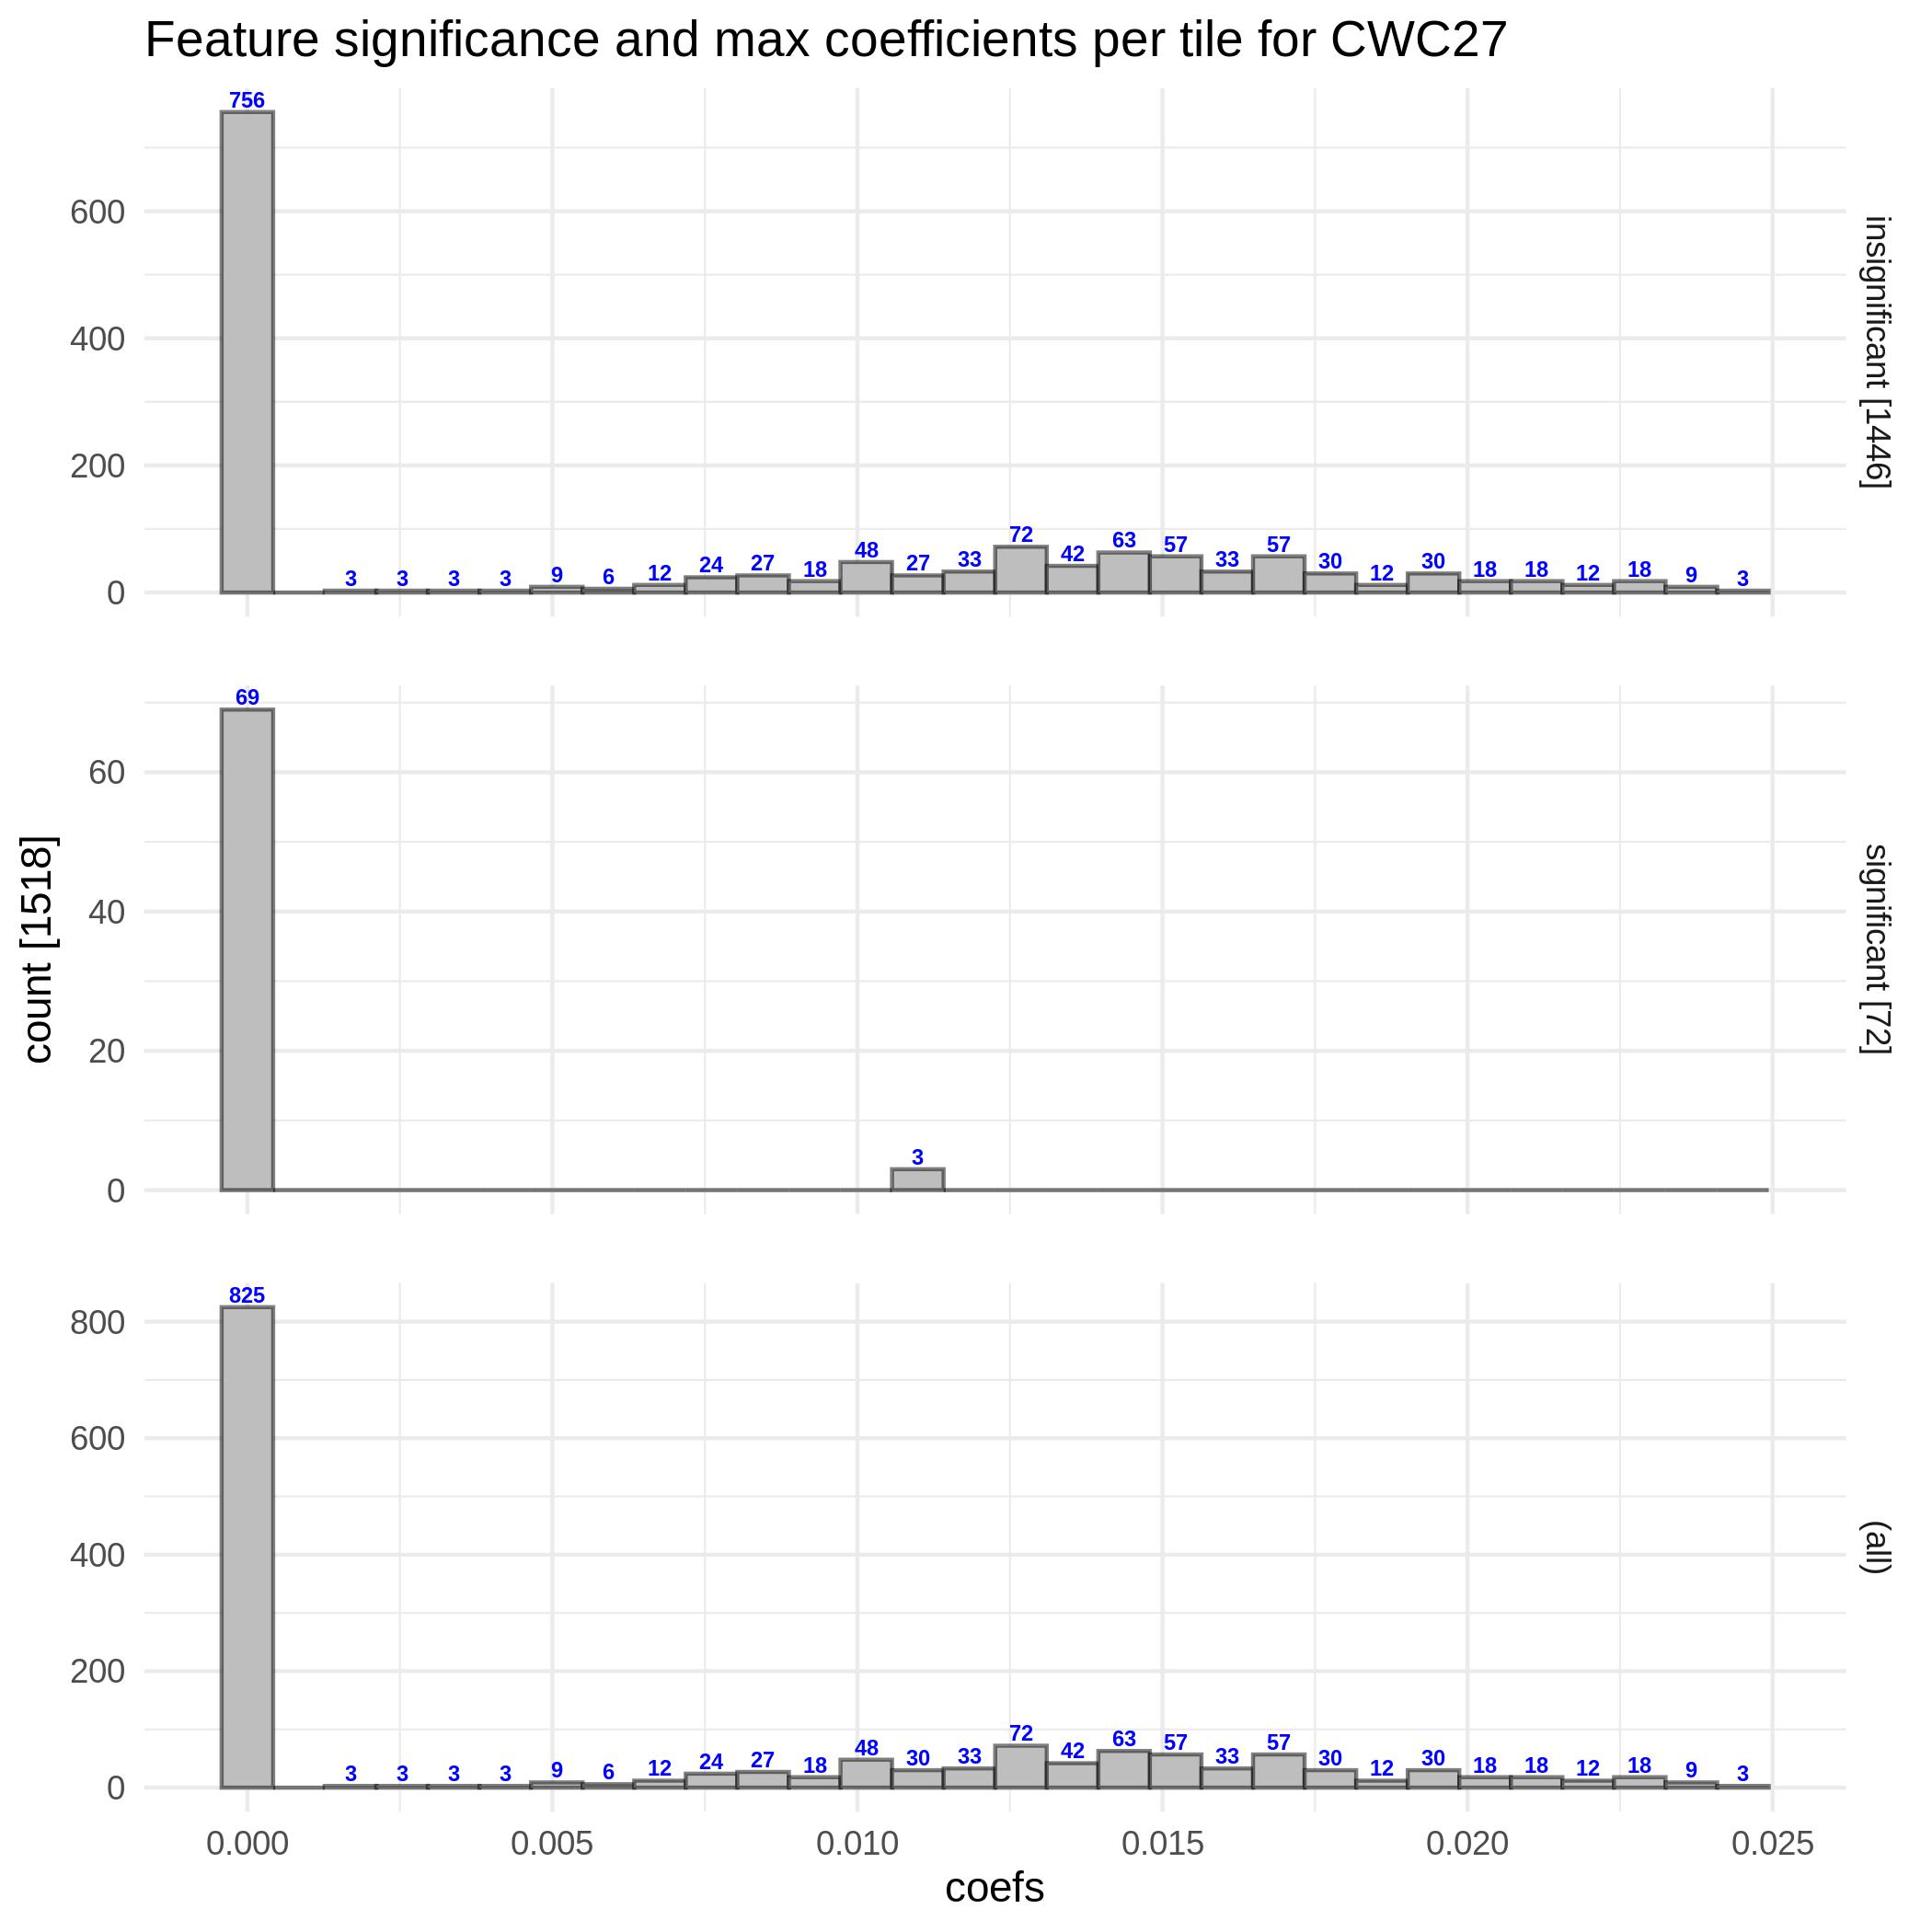 Feature significance and max coefficients per tile for CWC27
756
600
400
200
0
3 3 3 3 9 6 12 24 27 18 48 27 33 72 42 63 57 33 57 30 12 30 18 18 12 18 9 3
insignificant [1446]
69
60
40
20
0
3
significant [72]
count [1518]
825
800
600
400
200
0
3 3 3 3 9 6 12 24 27 18 48 30 33 72 42 63 57 33 57 30 12 30 18 18 12 18 9 3
(all)
0.000 0.005 0.010 0.015 0.020 0.025
coefs